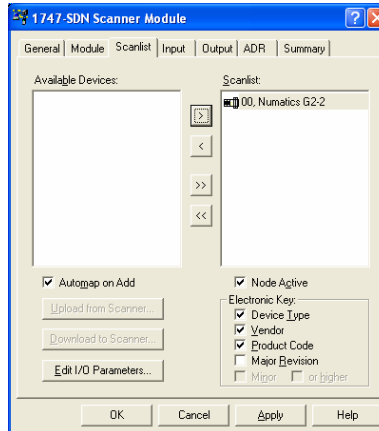 1747-SDN Scanner Module
General Module Scanlist Input Output ADR Summary
Available Devices: Scanlist:
00, Numatics G2-2
>
<
>>
<<
Automap on Add Node Active
Upload from Scanner... Electronic Key:
Device Type
Vendor
Download to Scanner... Product Code
Major Revision
Edit I/O Parameters... Minor or higher
OK Cancel Apply Help